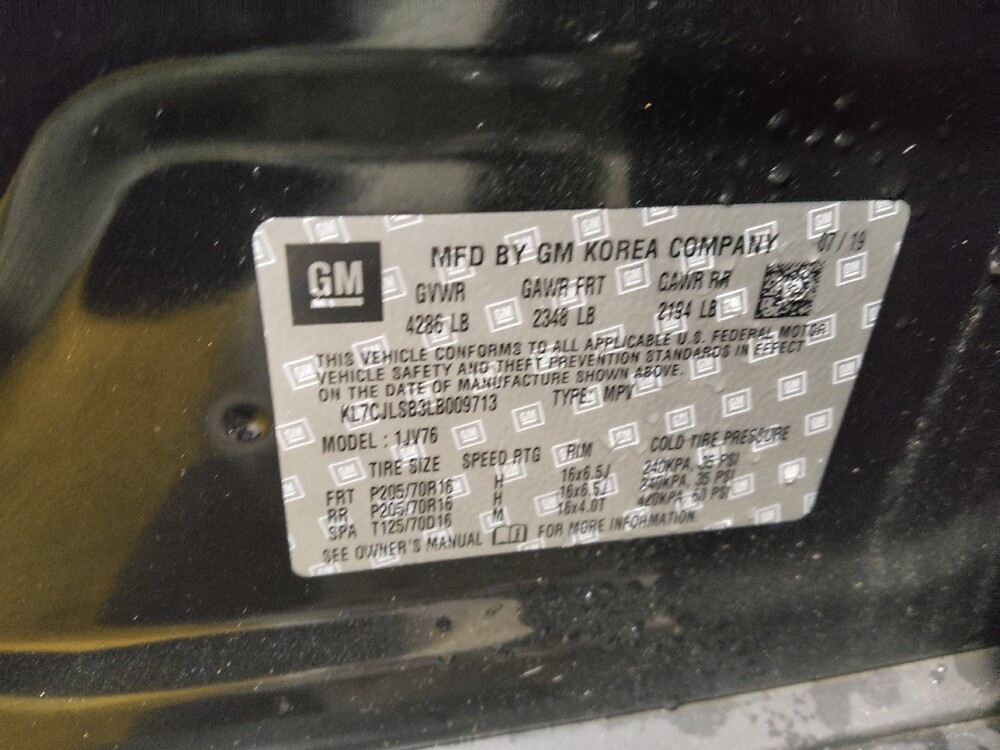 GM
MFD BY GM KOREA COMPANY 07/19
GVWR GAWR FRT GAWR RR
4286 LB 2348 LB 2194 LB
THIS VEHICLE CONFORMS TO ALL APPLICABLE U.S. FEDERAL MOTOR
VEHICLE SAFETY AND THEFT PREVENTION STANDARDS IN EFFECT
ON THE DATE OF MANUFACTURE SHOWN ABOVE.
KL7CJLSB3LB009713 TYPE: MPV
MODEL : 1JV76
TIRE SIZE SPEED RTG RIM COLD TIRE PRESSURE
FRT P205/70R16 H 16x6.5J 240KPA, 35 PSI
RR P205/70R16 H 16x6.5J 240KPA, 35 PSI
SPA T125/70D16 M 16x4.0T 420KPA, 60 PSI
SEE OWNER'S MANUAL FOR MORE INFORMATION.